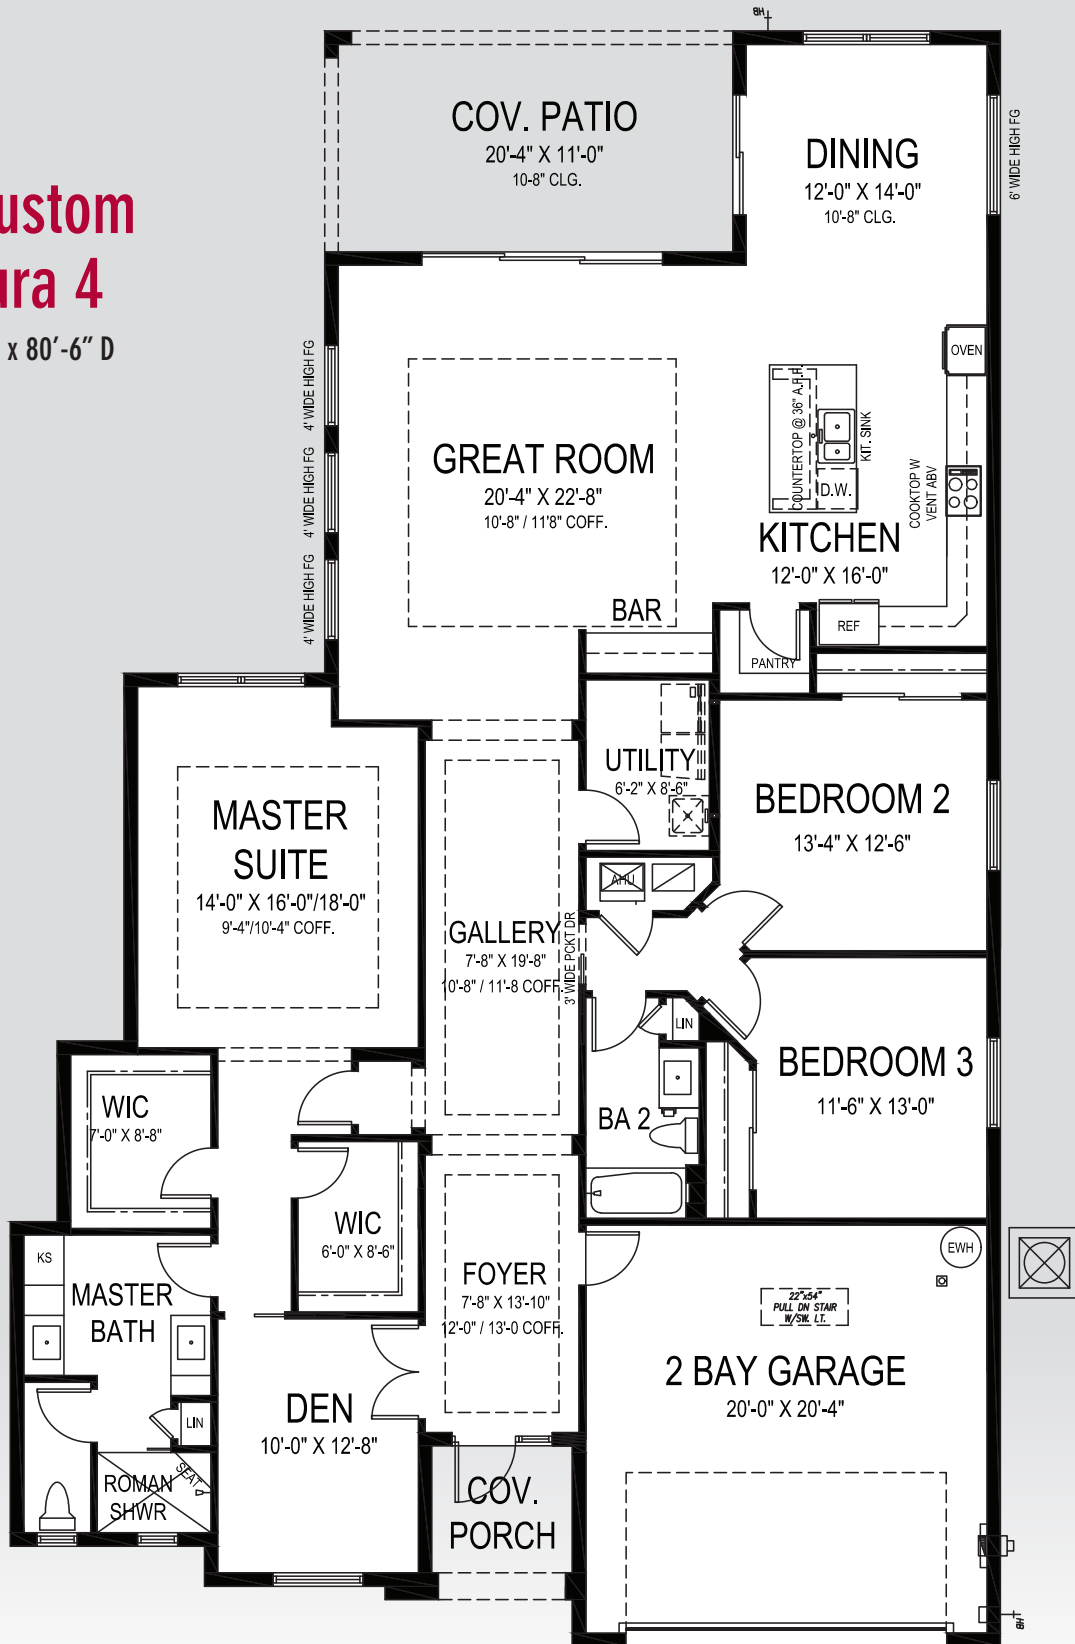 ustom
ura 4
x 80'-6" D
HB
COV. PATIO
20'-4" X 11'-0"
10-8" CLG.
DINING
12'-0" X 14'-0"
10'-8" CLG.
6' WIDE HIGH FG
4' WIDE HIGH FG
4' WIDE HIGH FG
4' WIDE HIGH FG
GREAT ROOM
20'-4" X 22'-8"
10'-8" / 11'8" COFF.
OVEN
COUNTERTOP @ 36" A.F.F.
KIT. SINK
D.W.
COOKTOP W
VENT ABV
KITCHEN
12'-0" X 16'-0"
BAR
REF
PANTRY
UTILITY
6'-2" X 8'-6"
BEDROOM 2
13'-4" X 12'-6"
MASTER
SUITE
14'-0" X 16'-0"/18'-0"
9'-4"/10'-4" COFF.
AHU
GALLERY
7'-8" X 19'-8"
10'-8" / 11'-8 COFF.
3' WIDE PCKT DR
LIN
BEDROOM 3
11'-6" X 13'-0"
BA 2
WIC
7'-0" X 8'-8"
WIC
6'-0" X 8'-6"
KS
MASTER
BATH
FOYER
7'-8" X 13'-10"
12'-0" / 13'-0 COFF.
EWH
22"x54"
PULL DN STAIR
W/SW. LT.
2 BAY GARAGE
20'-0" X 20'-4"
DEN
10'-0" X 12'-8"
LIN
SEAT
ROMAN
SHWR
COV.
PORCH
HB